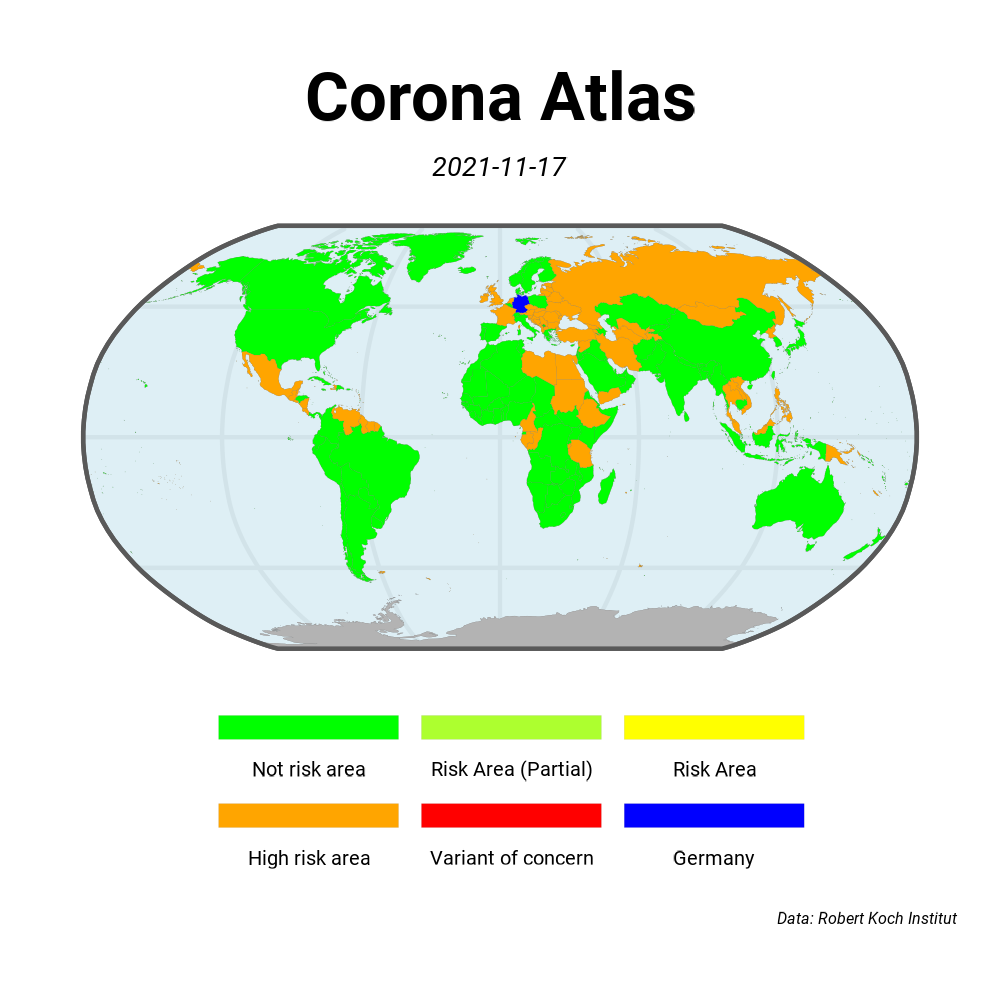 Corona Atlas
2021-11-17
Not risk area
Risk Area (Partial)
Risk Area
High risk area
Variant of concern
Germany
Data: Robert Koch Institut